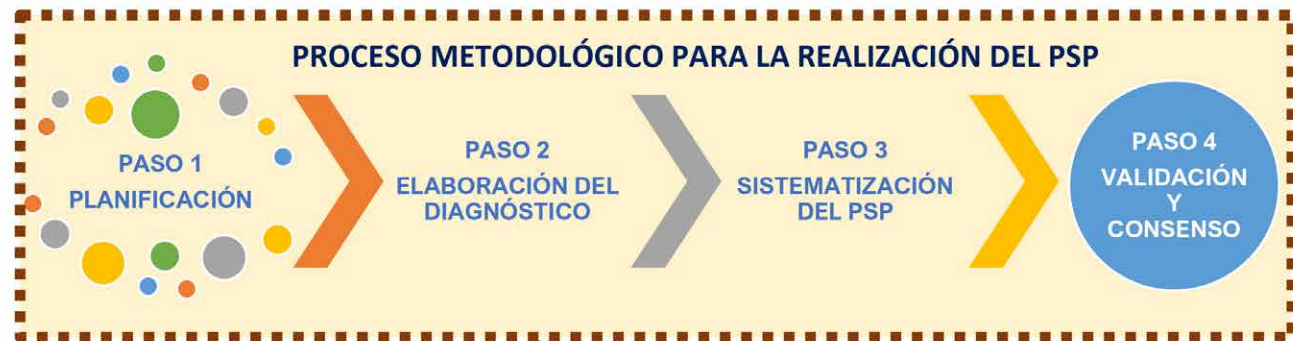 PROCESO METODOLÓGICO PARA LA REALIZACIÓN DEL PSP
PASO 1
PLANIFICACIÓN
PASO 2
ELABORACIÓN DEL
DIAGNÓSTICO
PASO 3
SISTEMATIZACIÓN
DEL PSP
PASO 4
VALIDACIÓN
Y
CONSENSO